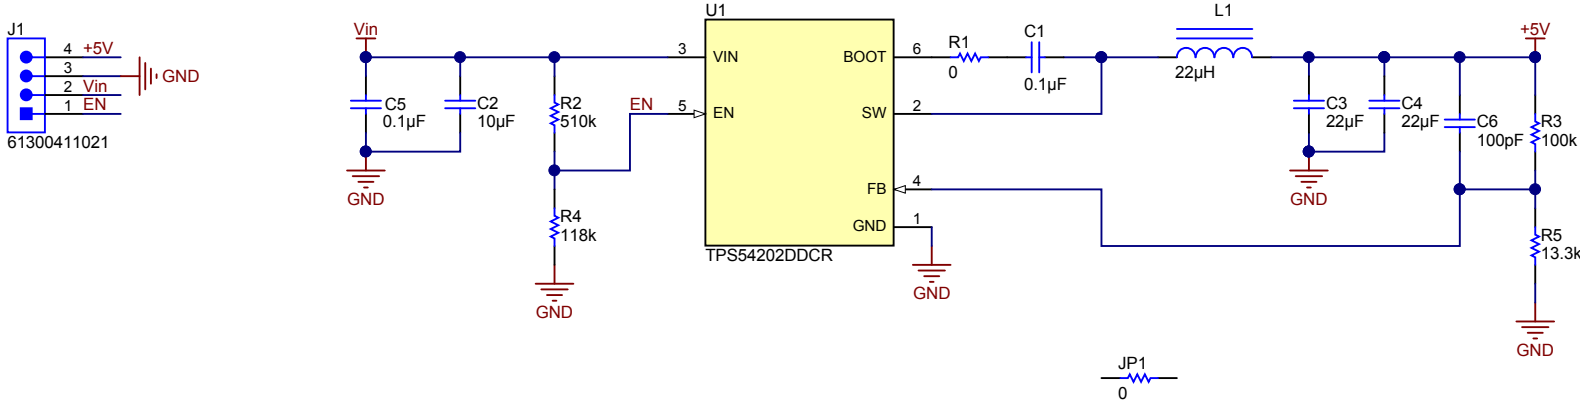 J1
4 +5V
3
GND
2 Vin
1 EN
61300411021
Vin
C5
0.1µF
C2
10µF
R2
510k
EN
R4
118k
GND
GND
U1
3 VIN
5 EN
BOOT 6
SW 2
FB 4
GND 1
TPS54202DDCR
GND
R1
0
C1
0.1µF
L1
22µH
+5V
C3
22µF
C4
22µF
C6
100pF
R3
100k
GND
R5
13.3k
GND
JP1
0